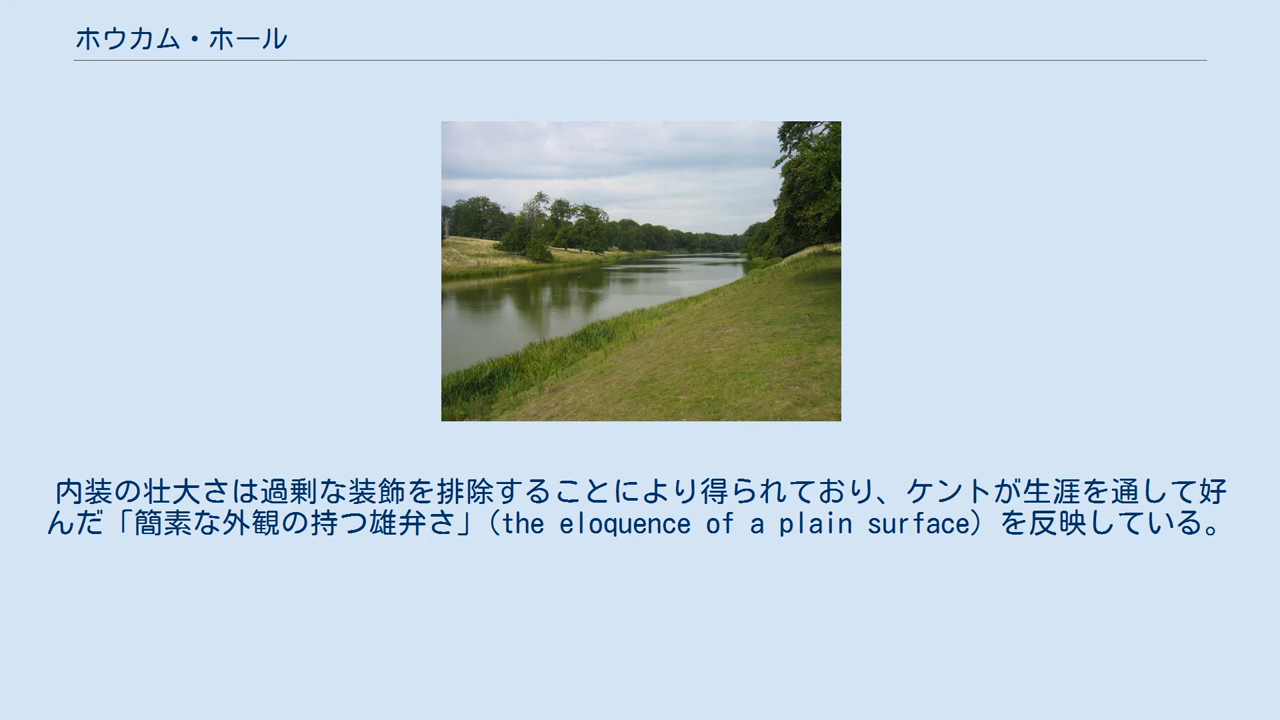 ホウカム・ホール
内装の壮大さは過剰な装飾を排除することにより得られており、ケントが生涯を通して好
んだ「簡素な外観の持つ雄弁さ」（the eloquence of a plain surface）を反映している。